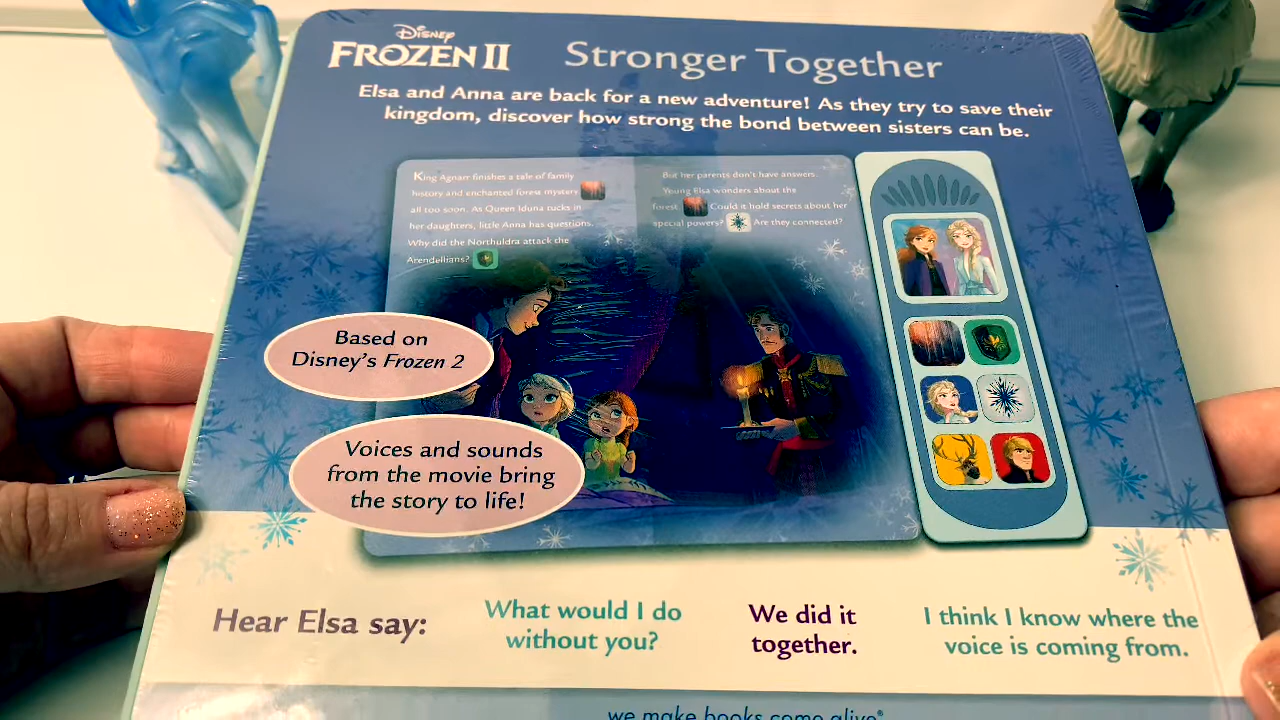 Disney
FROZEN II
Stronger Together
Elsa and Anna are back for a new adventure! As they try to save their
kingdom, discover how strong the bond between sisters can be.
King Agnarr finishes a tale of family
history and enchanted forest mystery
all too soon. As Queen Iduna tucks in
her daughters, little Anna has questions.
Why did the Northuldra attack the
Arendellians?
But her parents don't have answers.
Young Elsa wonders about the
forest. Could it hold secrets about her
special powers? Are they connected?
Based on
Disney's Frozen 2
Voices and sounds
from the movie bring
the story to life!
Hear Elsa say:
What would I do
without you?
We did it
together.
I think I know where the
voice is coming from.
we make books come alive®